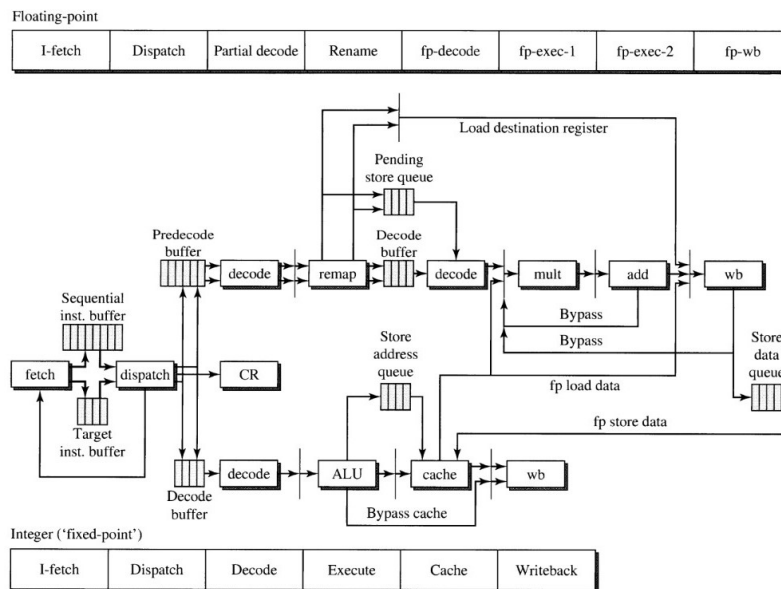 Floating-point
I-fetch Dispatch Partial decode Rename fp-decode fp-exec-1 fp-exec-2 fp-wb
Load destination register
Pending
store queue
Predecode
buffer
Decode
buffer
decode
remap
decode
mult
add
wb
Sequential
inst. buffer
Bypass
Bypass
Store
address
queue
Store
data
queue
fetch
dispatch
CR
fp load data
Target
inst. buffer
fp store data
decode
ALU
cache
wb
Decode
buffer
Bypass cache
Integer (‘fixed-point’)
I-fetch Dispatch Decode Execute Cache Writeback